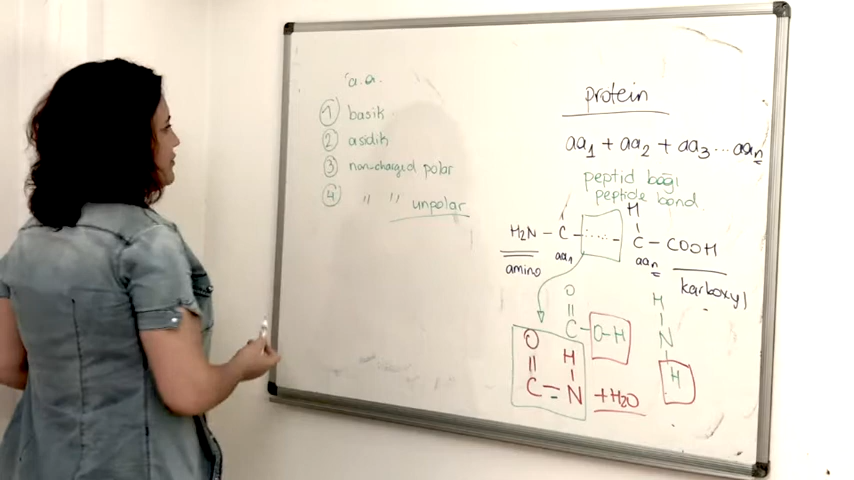 a.a.
1 basik
2 asidik
3 non-charged polar
4 " " unpolar
protein
aa1 + aa2 + aa3 ... aan
peptid bağı
peptide bond
H
H2N - C - ..... - C - COOH
aa1 aan
amino
karboxyl
O H
C - O-H N
H
O H
C = N + H2O